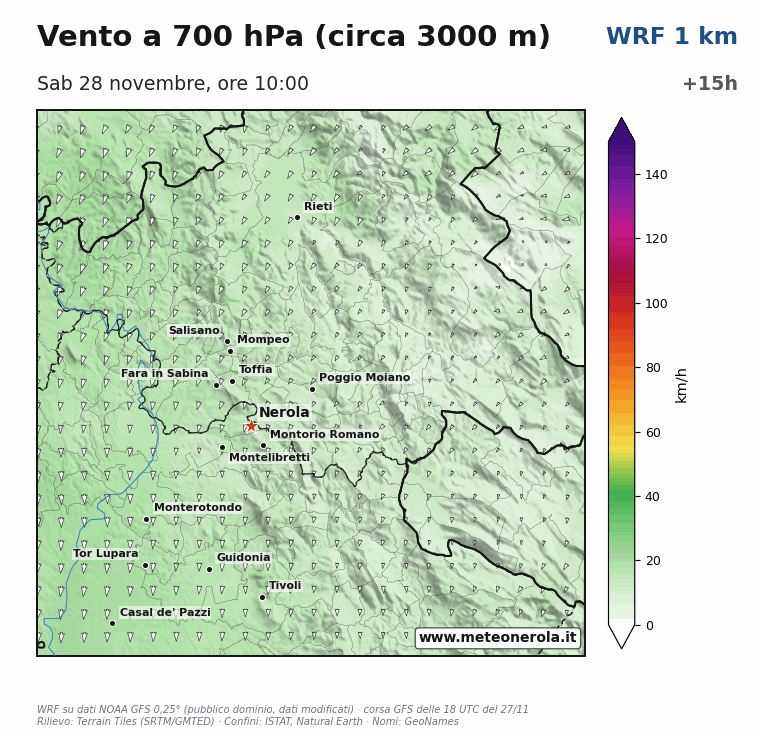 Vento a 700 hPa (circa 3000 m)
WRF 1 km
Sab 28 novembre, ore 10:00
+15h
Rieti
Salisano
Mompeo
Toffia
Fara in Sabina
Poggio Moiano
Nerola
Montorio Romano
Montelibretti
Monterotondo
Tor Lupara
Guidonia
Tivoli
Casal de' Pazzi
www.meteonerola.it
140
120
100
80
60
40
20
0
km/h
WRF su dati NOAA GFS 0,25° (pubblico dominio, dati modificati) · corsa GFS delle 18 UTC del 27/11
Rilievo: Terrain Tiles (SRTM/GMTED) · Confini: ISTAT, Natural Earth · Nomi: GeoNames